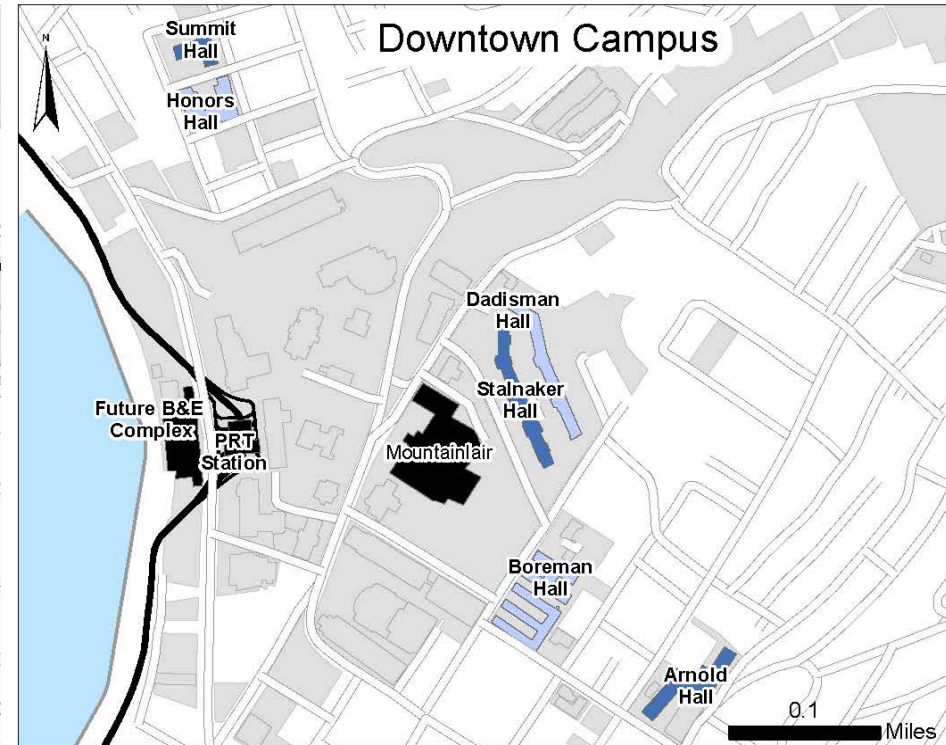 Downtown Campus
N
Summit
Hall
Honors
Hall
Dadisman
Hall
Stalnaker
Hall
Future B&E
Complex
PRT
Station
Mountainlair
Boreman
Hall
Arnold
Hall
0.1
Miles